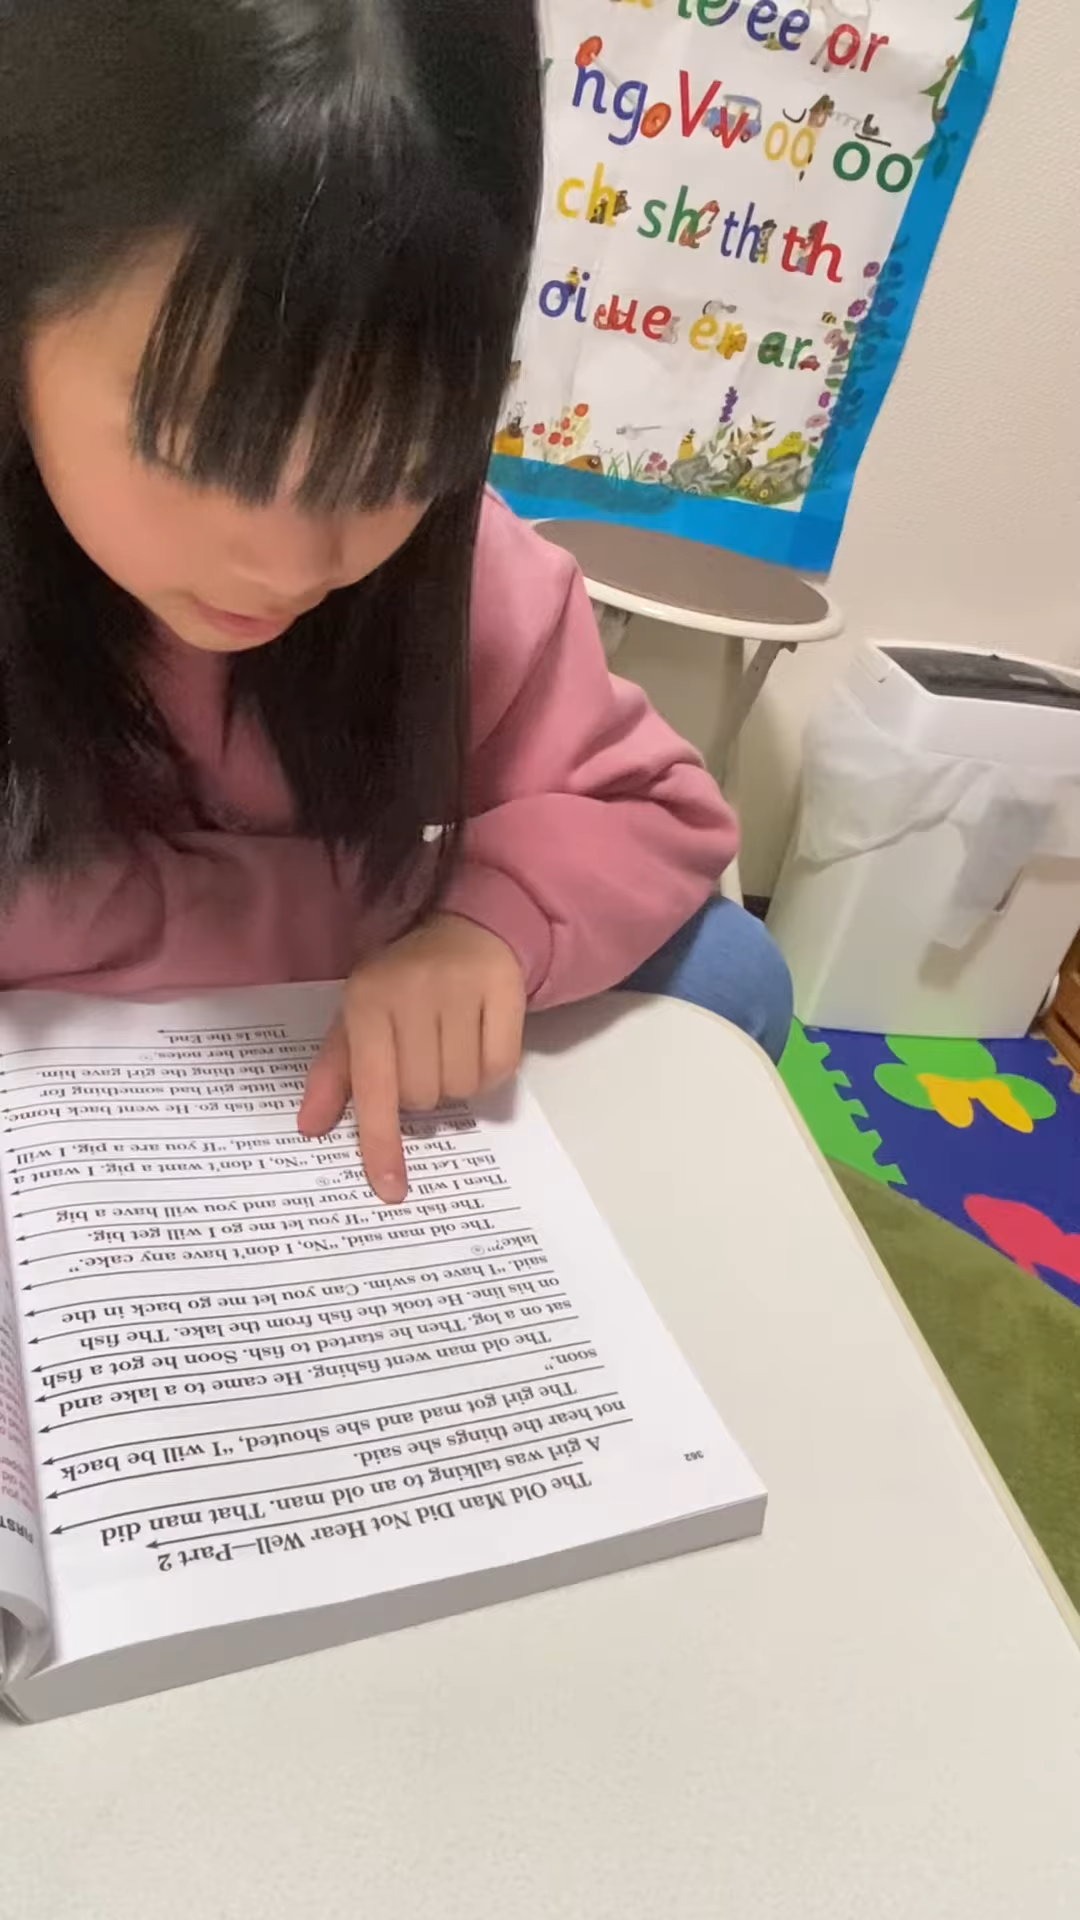 ee or
ng Vv oo oo
ch sh th th
oi ue er ar
362
The Old Man Did Not Hear Well—Part 2
A girl was talking to an old man. That man did
not hear the things she said.
The girl got mad and she shouted, “I will be back
soon.”
The old man went fishing. He came to a lake and
sat on a log. Then he started to fish. Soon he got a fish
on his line. He took the fish from the lake. The fish
said, “I have to swim. Can you let me go back in the
lake?”
The old man said, “No, I don’t have any cake.”
The fish said, “If you let me go I will get big.
Then I will your line and you will have a big
fish. Let me pig.”
The old said, “No, I don’t want a pig. I want a
old man said, “If you are a pig, I will
let the fish go. He went back home.
the little girl had something for
liked the thing the girl gave him.
can read her notes.
This Is the End.
FIRST